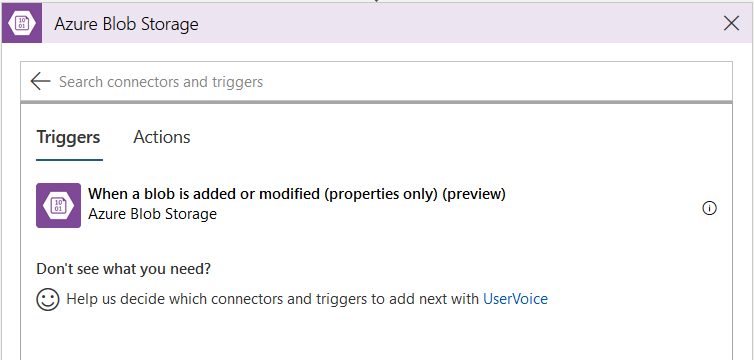 Azure Blob Storage
Search connectors and triggers
Triggers Actions
When a blob is added or modified (properties only) (preview)
Azure Blob Storage
Don't see what you need?
Help us decide which connectors and triggers to add next with UserVoice